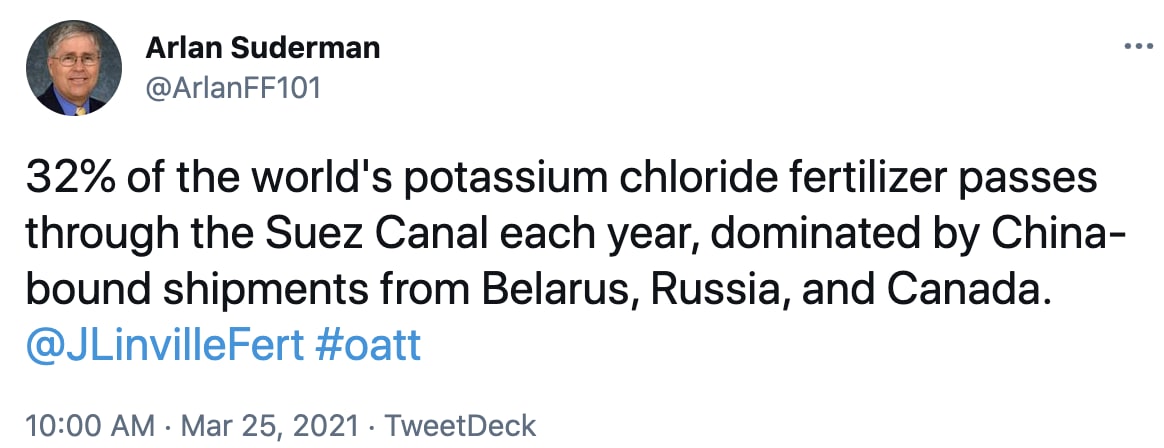 Arlan Suderman
@ArlanFF101
32% of the world's potassium chloride fertilizer passes
through the Suez Canal each year, dominated by China-
bound shipments from Belarus, Russia, and Canada.
@JLinvilleFert #oatt
10:00 AM · Mar 25, 2021 · TweetDeck